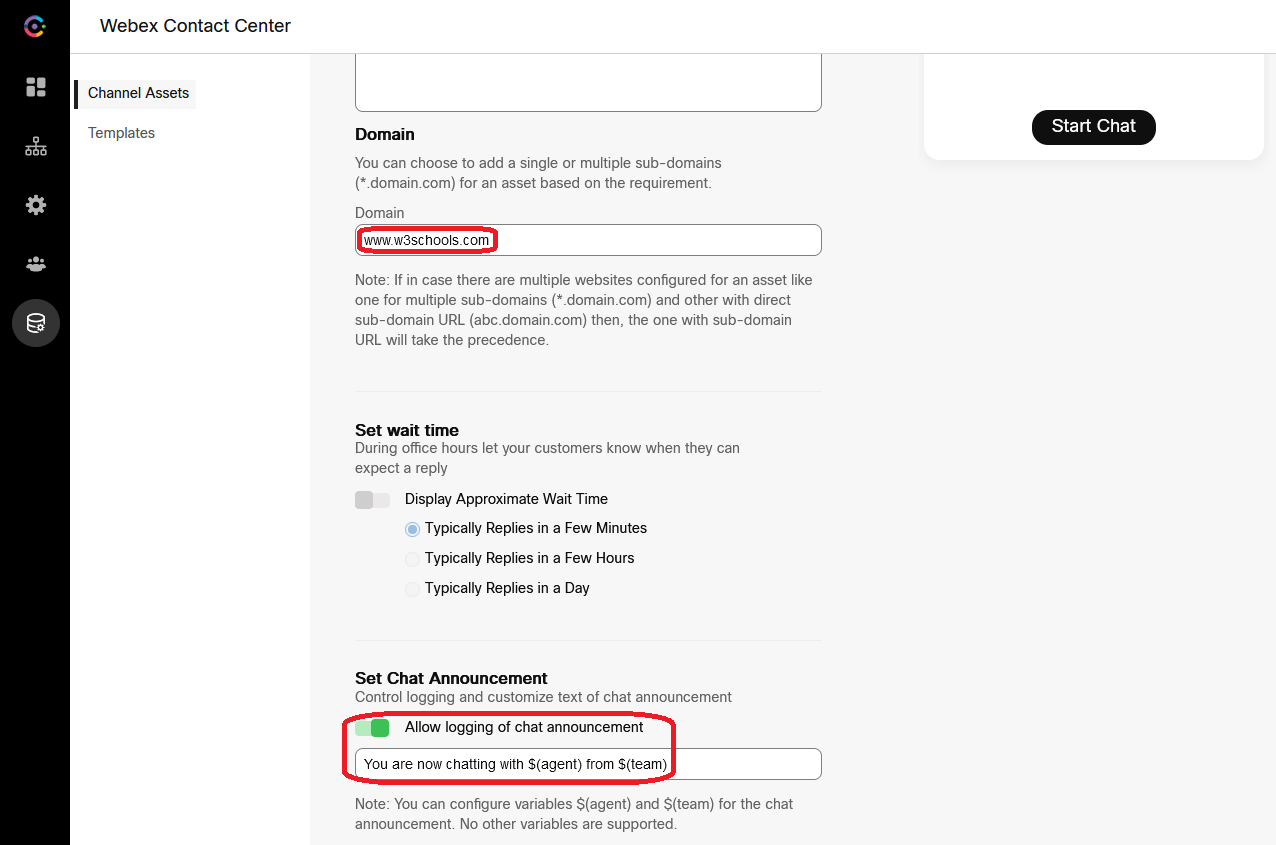 Webex Contact Center
Channel Assets
Templates
Start Chat
Domain
You can choose to add a single or multiple sub-domains
(*.domain.com) for an asset based on the requirement.
Domain
www.w3schools.com
Note: If in case there are multiple websites configured for an asset like
one for multiple sub-domains (*.domain.com) and other with direct
sub-domain URL (abc.domain.com) then, the one with sub-domain
URL will take the precedence.
Set wait time
During office hours let your customers know when they can
expect a reply
Display Approximate Wait Time
Typically Replies in a Few Minutes
Typically Replies in a Few Hours
Typically Replies in a Day
Set Chat Announcement
Control logging and customize text of chat announcement
Allow logging of chat announcement
You are now chatting with $(agent) from $(team)
Note: You can configure variables $(agent) and $(team) for the chat
announcement. No other variables are supported.